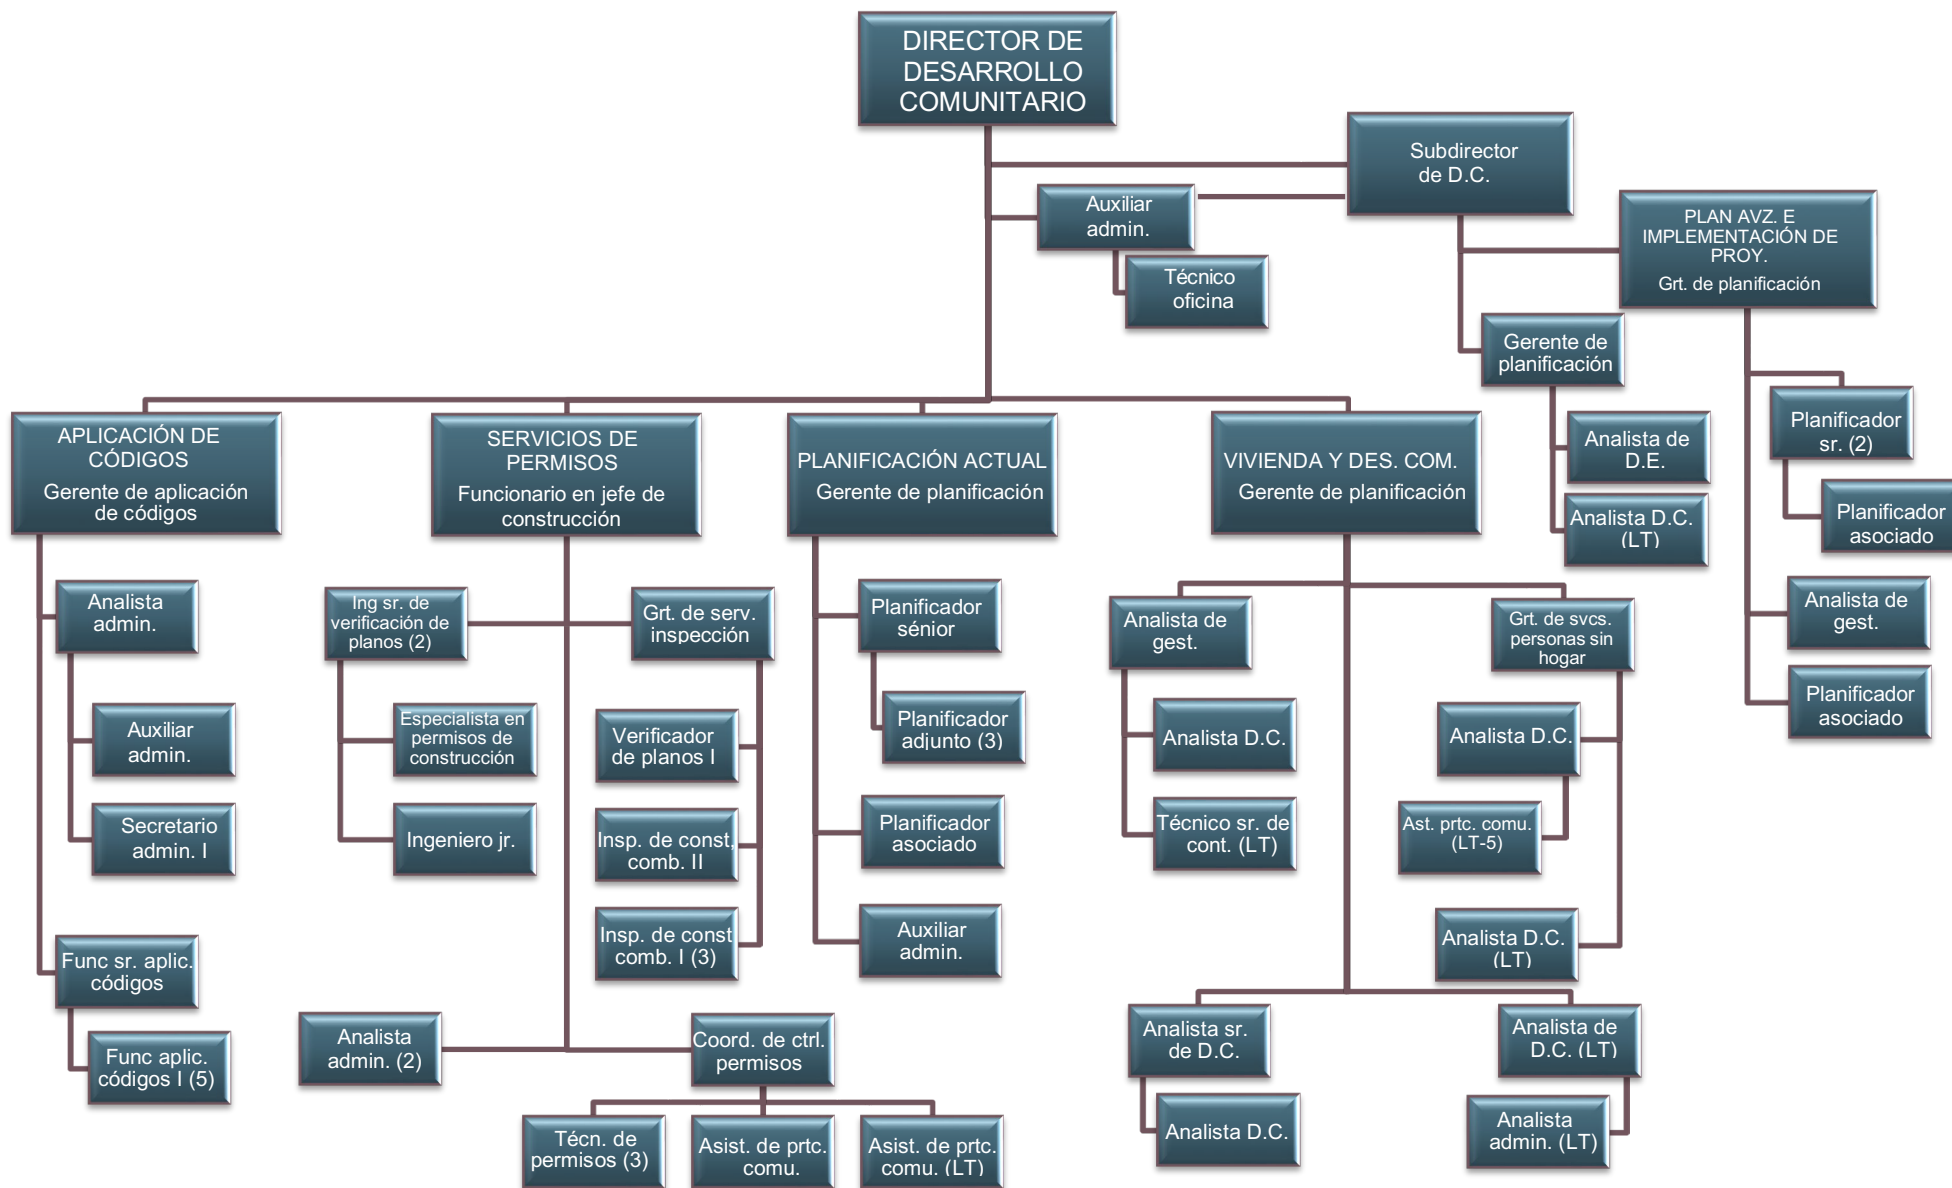 DIRECTOR DE
DESARROLLO
COMUNITARIO
Subdirector
de D.C.
Auxiliar
admin.
Técnico
oficina
PLAN AVZ. E
IMPLEMENTACIÓN DE
PROY.
Grt. de planificación
Gerente de
planificación
Analista de
D.E.
Analista D.C.
(LT)
Planificador
sr. (2)
Planificador
asociado
Analista de
gest.
Planificador
asociado
APLICACIÓN DE
CÓDIGOS
Gerente de aplicación
de códigos
Analista
admin.
Auxiliar
admin.
Secretario
admin. I
Func sr. aplic.
códigos
Func aplic.
códigos I (5)
SERVICIOS DE
PERMISOS
Funcionario en jefe de
construcción
Ing sr. de
verificación de
planos (2)
Especialista en
permisos de
construcción
Ingeniero jr.
Grt. de serv.
inspección
Verificador
de planos I
Insp. de const,
comb. II
Insp. de const
comb. I (3)
Analista
admin. (2)
Coord. de ctrl.
permisos
Técn. de
permisos (3)
Asist. de prtc.
comu.
Asist. de prtc.
comu. (LT)
PLANIFICACIÓN ACTUAL
Gerente de planificación
Planificador
sénior
Planificador
adjunto (3)
Planificador
asociado
Auxiliar
admin.
VIVIENDA Y DES. COM.
Gerente de planificación
Analista de
gest.
Analista D.C.
Técnico sr. de
cont. (LT)
Grt. de svcs.
personas sin
hogar
Analista D.C.
Ast. prtc. comu.
(LT-5)
Analista D.C.
(LT)
Analista sr.
de D.C.
Analista D.C.
Analista de
D.C. (LT)
Analista
admin. (LT)